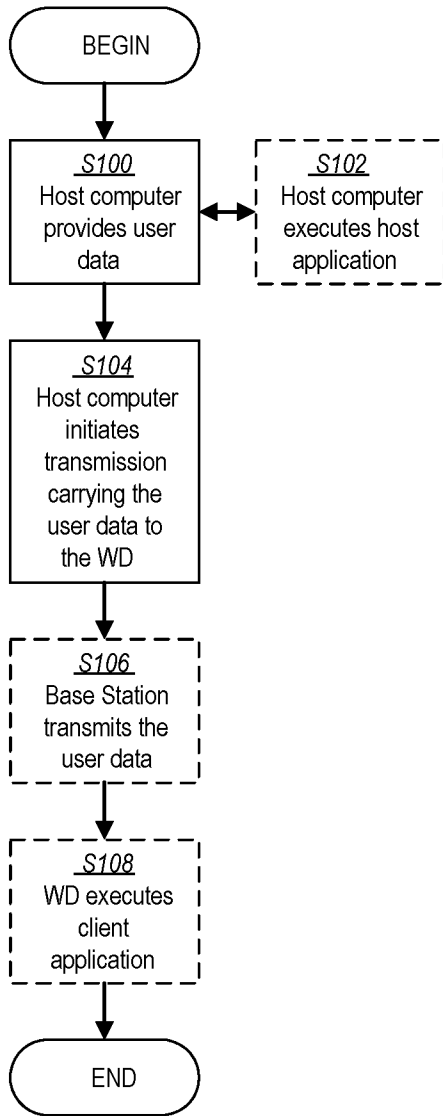 BEGIN
S100
Host computer
provides user
data
S102
Host computer
executes host
application
S104
Host computer
initiates
transmission
carrying the
user data to
the WD
S106
Base Station
transmits the
user data
S108
WD executes
client
application
END